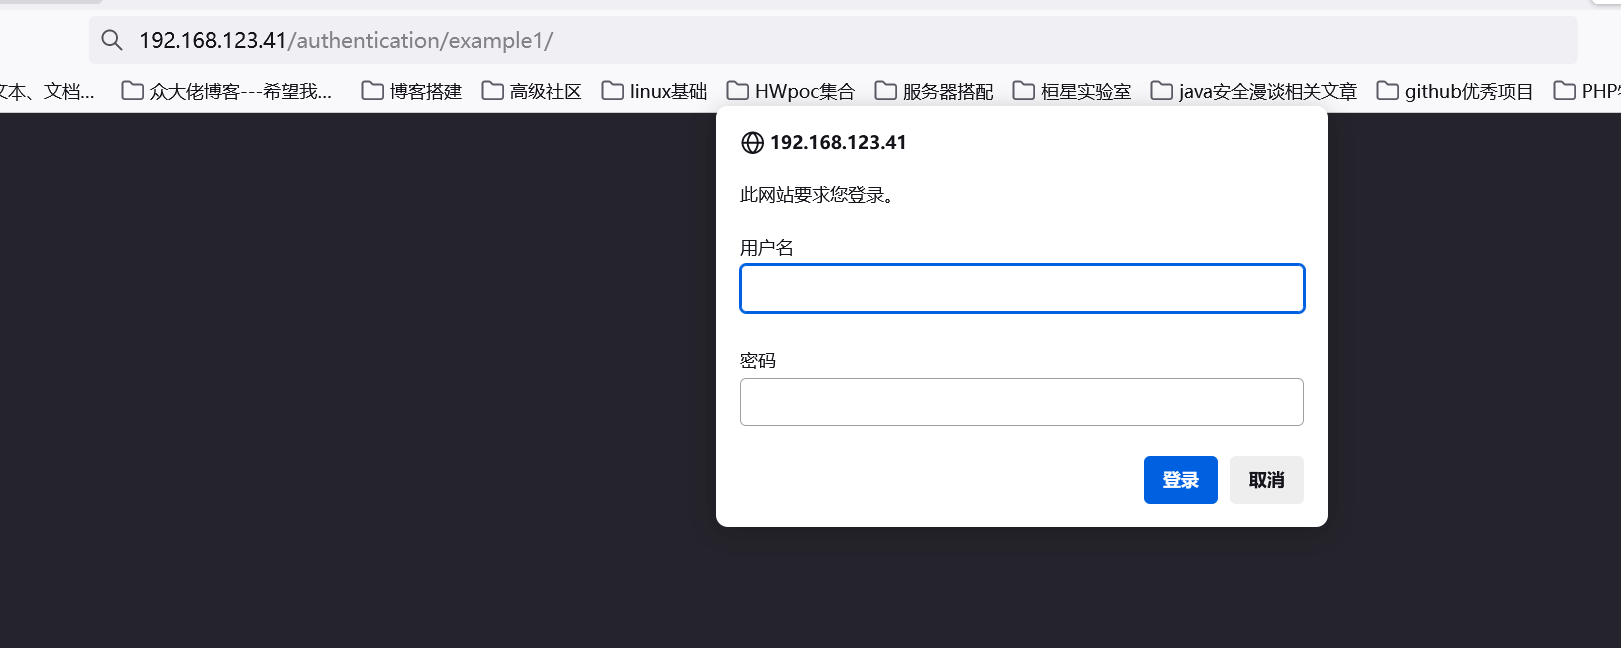 192.168.123.41/authentication/example1/
文本、文档... 众大佬博客---希望我... 博客搭建 高级社区 linux基础 HWpoc集合 服务器搭配 桓星实验室 java安全漫谈相关文章 github优秀项目 PHP
192.168.123.41
此网站要求您登录。
用户名
密码
登录 取消